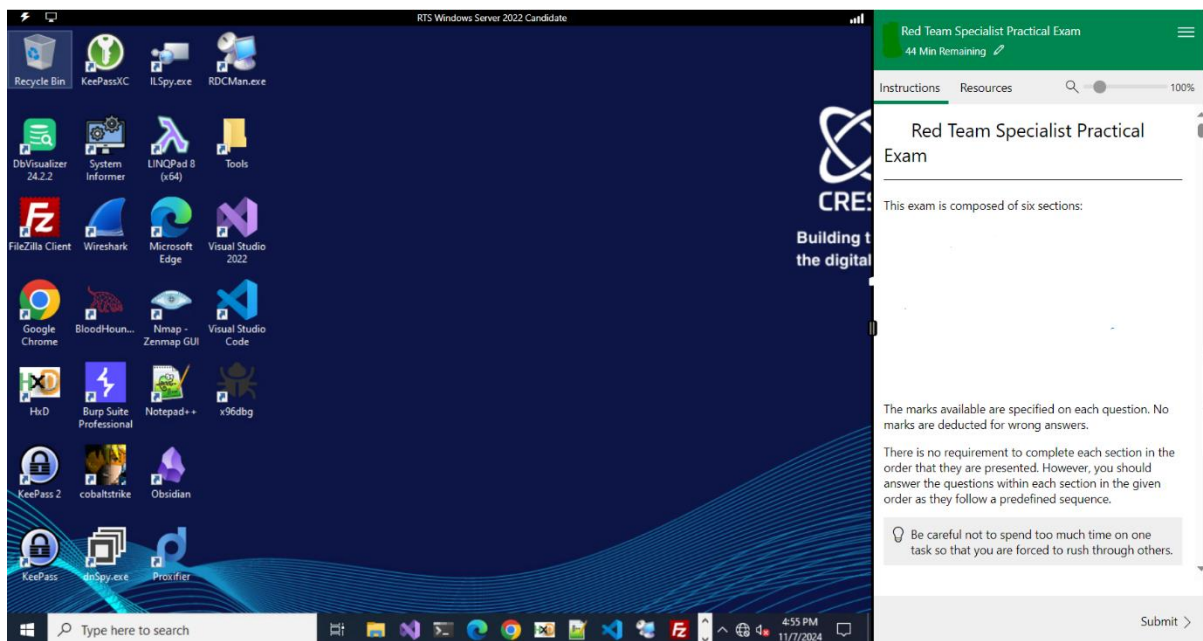 RTS Windows Server 2022 Candidate
Recycle Bin
KeePassXC
ILSpy.exe
RDCMan.exe
DbVisualizer
24.2.2
System
Informer
LINQPad 8
(x64)
Tools
FileZilla Client
Wireshark
Microsoft
Edge
Visual Studio
2022
Google
Chrome
BloodHoun...
Nmap -
Zenmap GUI
Visual Studio
Code
HxD
Burp Suite
Professional
Notepad++
x96dbg
KeePass 2
cobaltstrike
Obsidian
KeePass
dnSpy.exe
Proxifier
CRES
Building t
the digital
Type here to search
4:55 PM
11/7/2024
Red Team Specialist Practical Exam
44 Min Remaining
Instructions Resources 100%
Red Team Specialist Practical
Exam
This exam is composed of six sections:
The marks available are specified on each question. No
marks are deducted for wrong answers.
There is no requirement to complete each section in the
order that they are presented. However, you should
answer the questions within each section in the given
order as they follow a predefined sequence.
Be careful not to spend too much time on one
task so that you are forced to rush through others.
Submit >